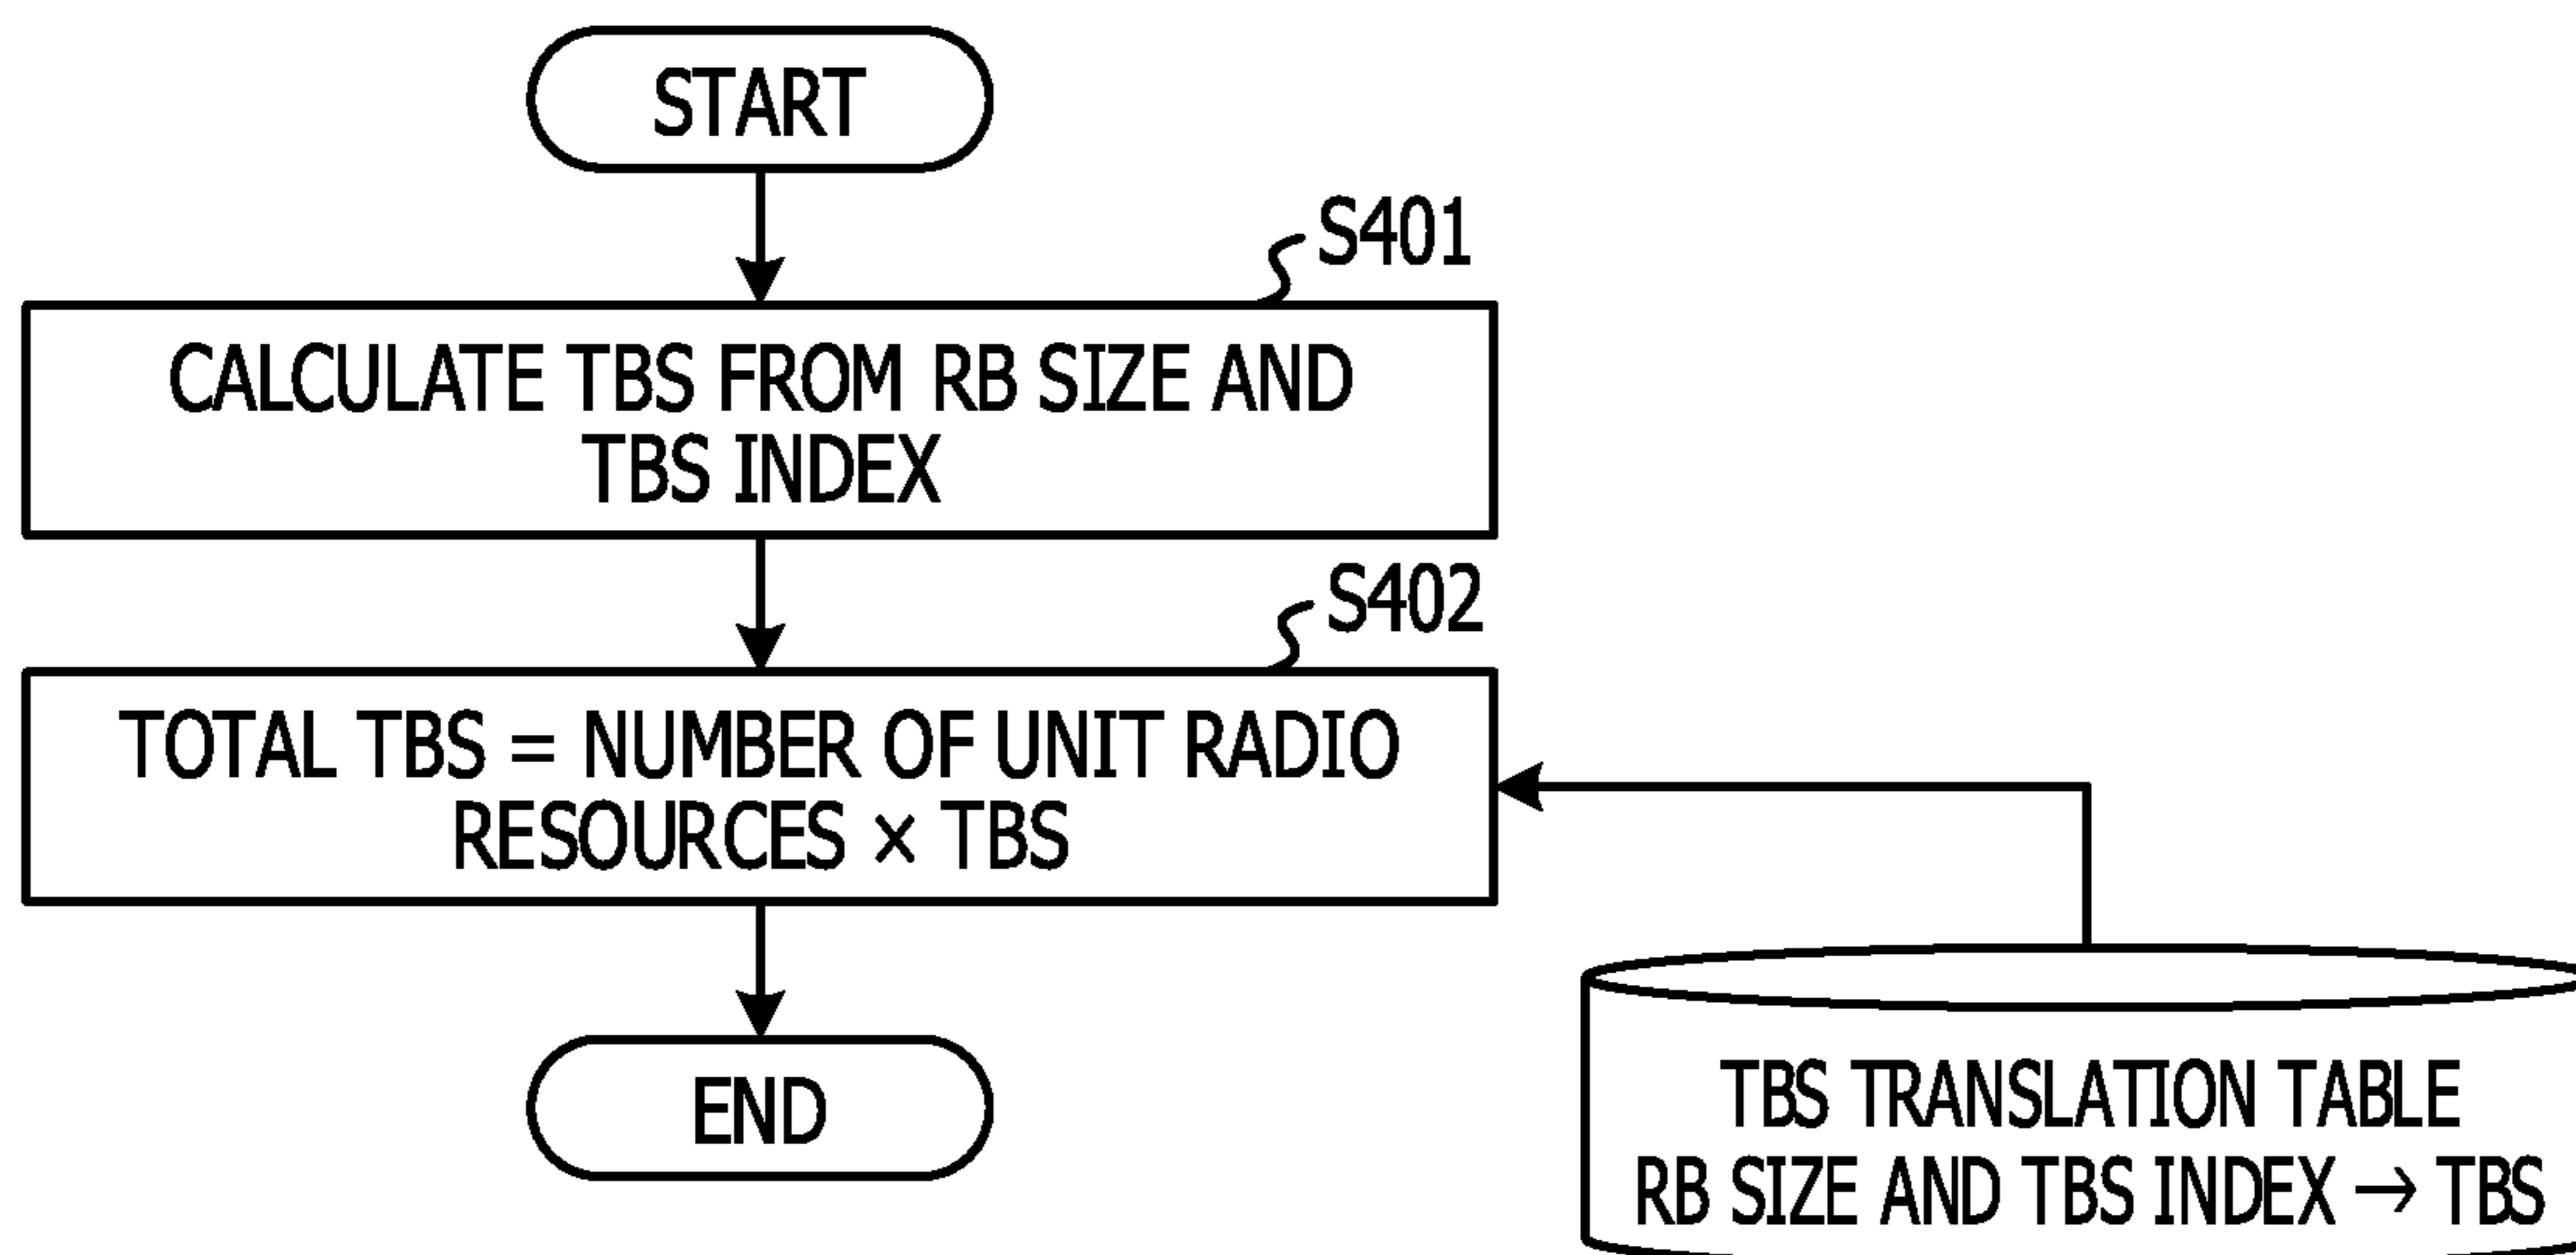 START
S401
CALCULATE TBS FROM RB SIZE AND
TBS INDEX
S402
TOTAL TBS = NUMBER OF UNIT RADIO
RESOURCES × TBS
END
TBS TRANSLATION TABLE
RB SIZE AND TBS INDEX → TBS